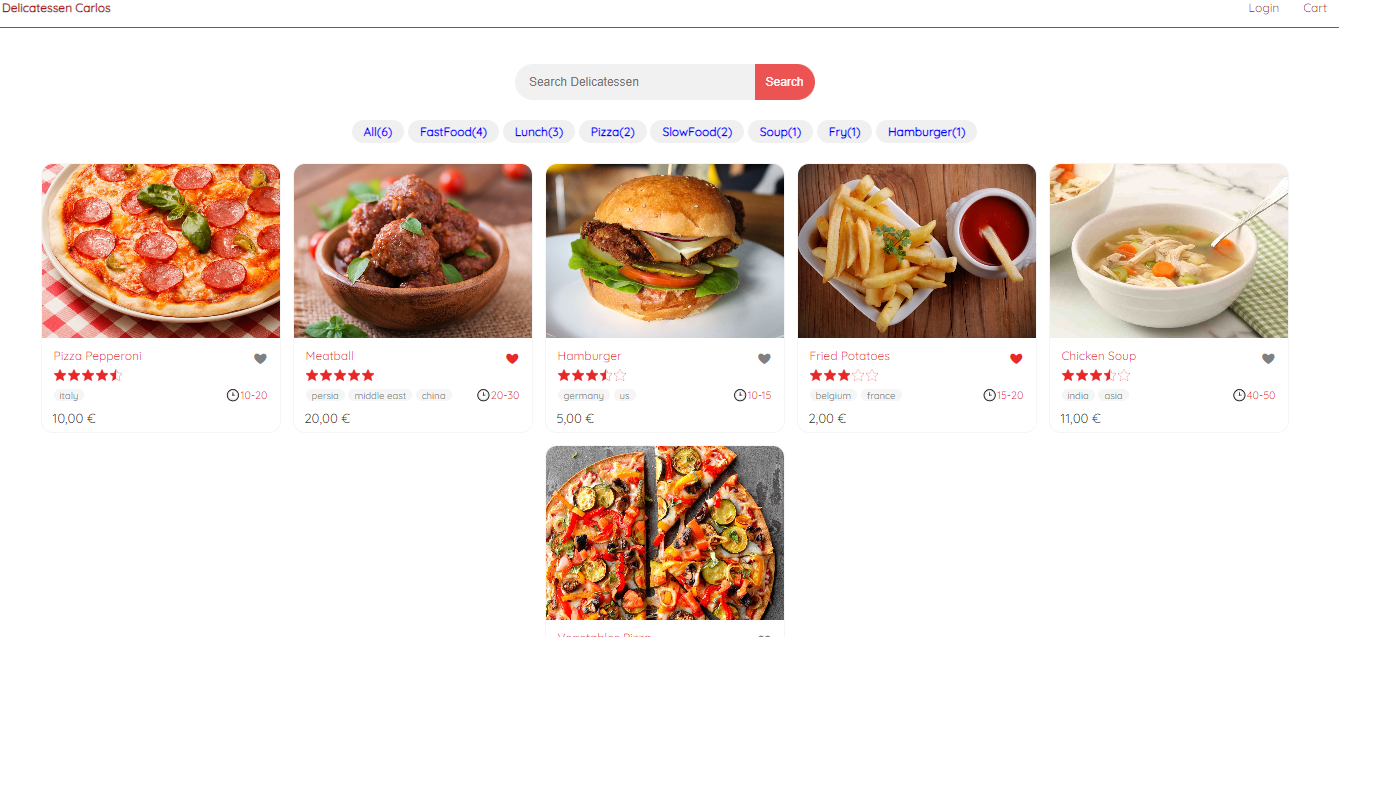 Delicatessen Carlos Login Cart
Search Delicatessen Search
All(6) FastFood(4) Lunch(3) Pizza(2) SlowFood(2) Soup(1) Fry(1) Hamburger(1)
Pizza Pepperoni
italy 10-20
10,00 €
Meatball
persia middle east china 20-30
20,00 €
Hamburger
germany us 10-15
5,00 €
Fried Potatoes
belgium france 15-20
2,00 €
Chicken Soup
india asia 40-50
11,00 €
Vegetables Pizza